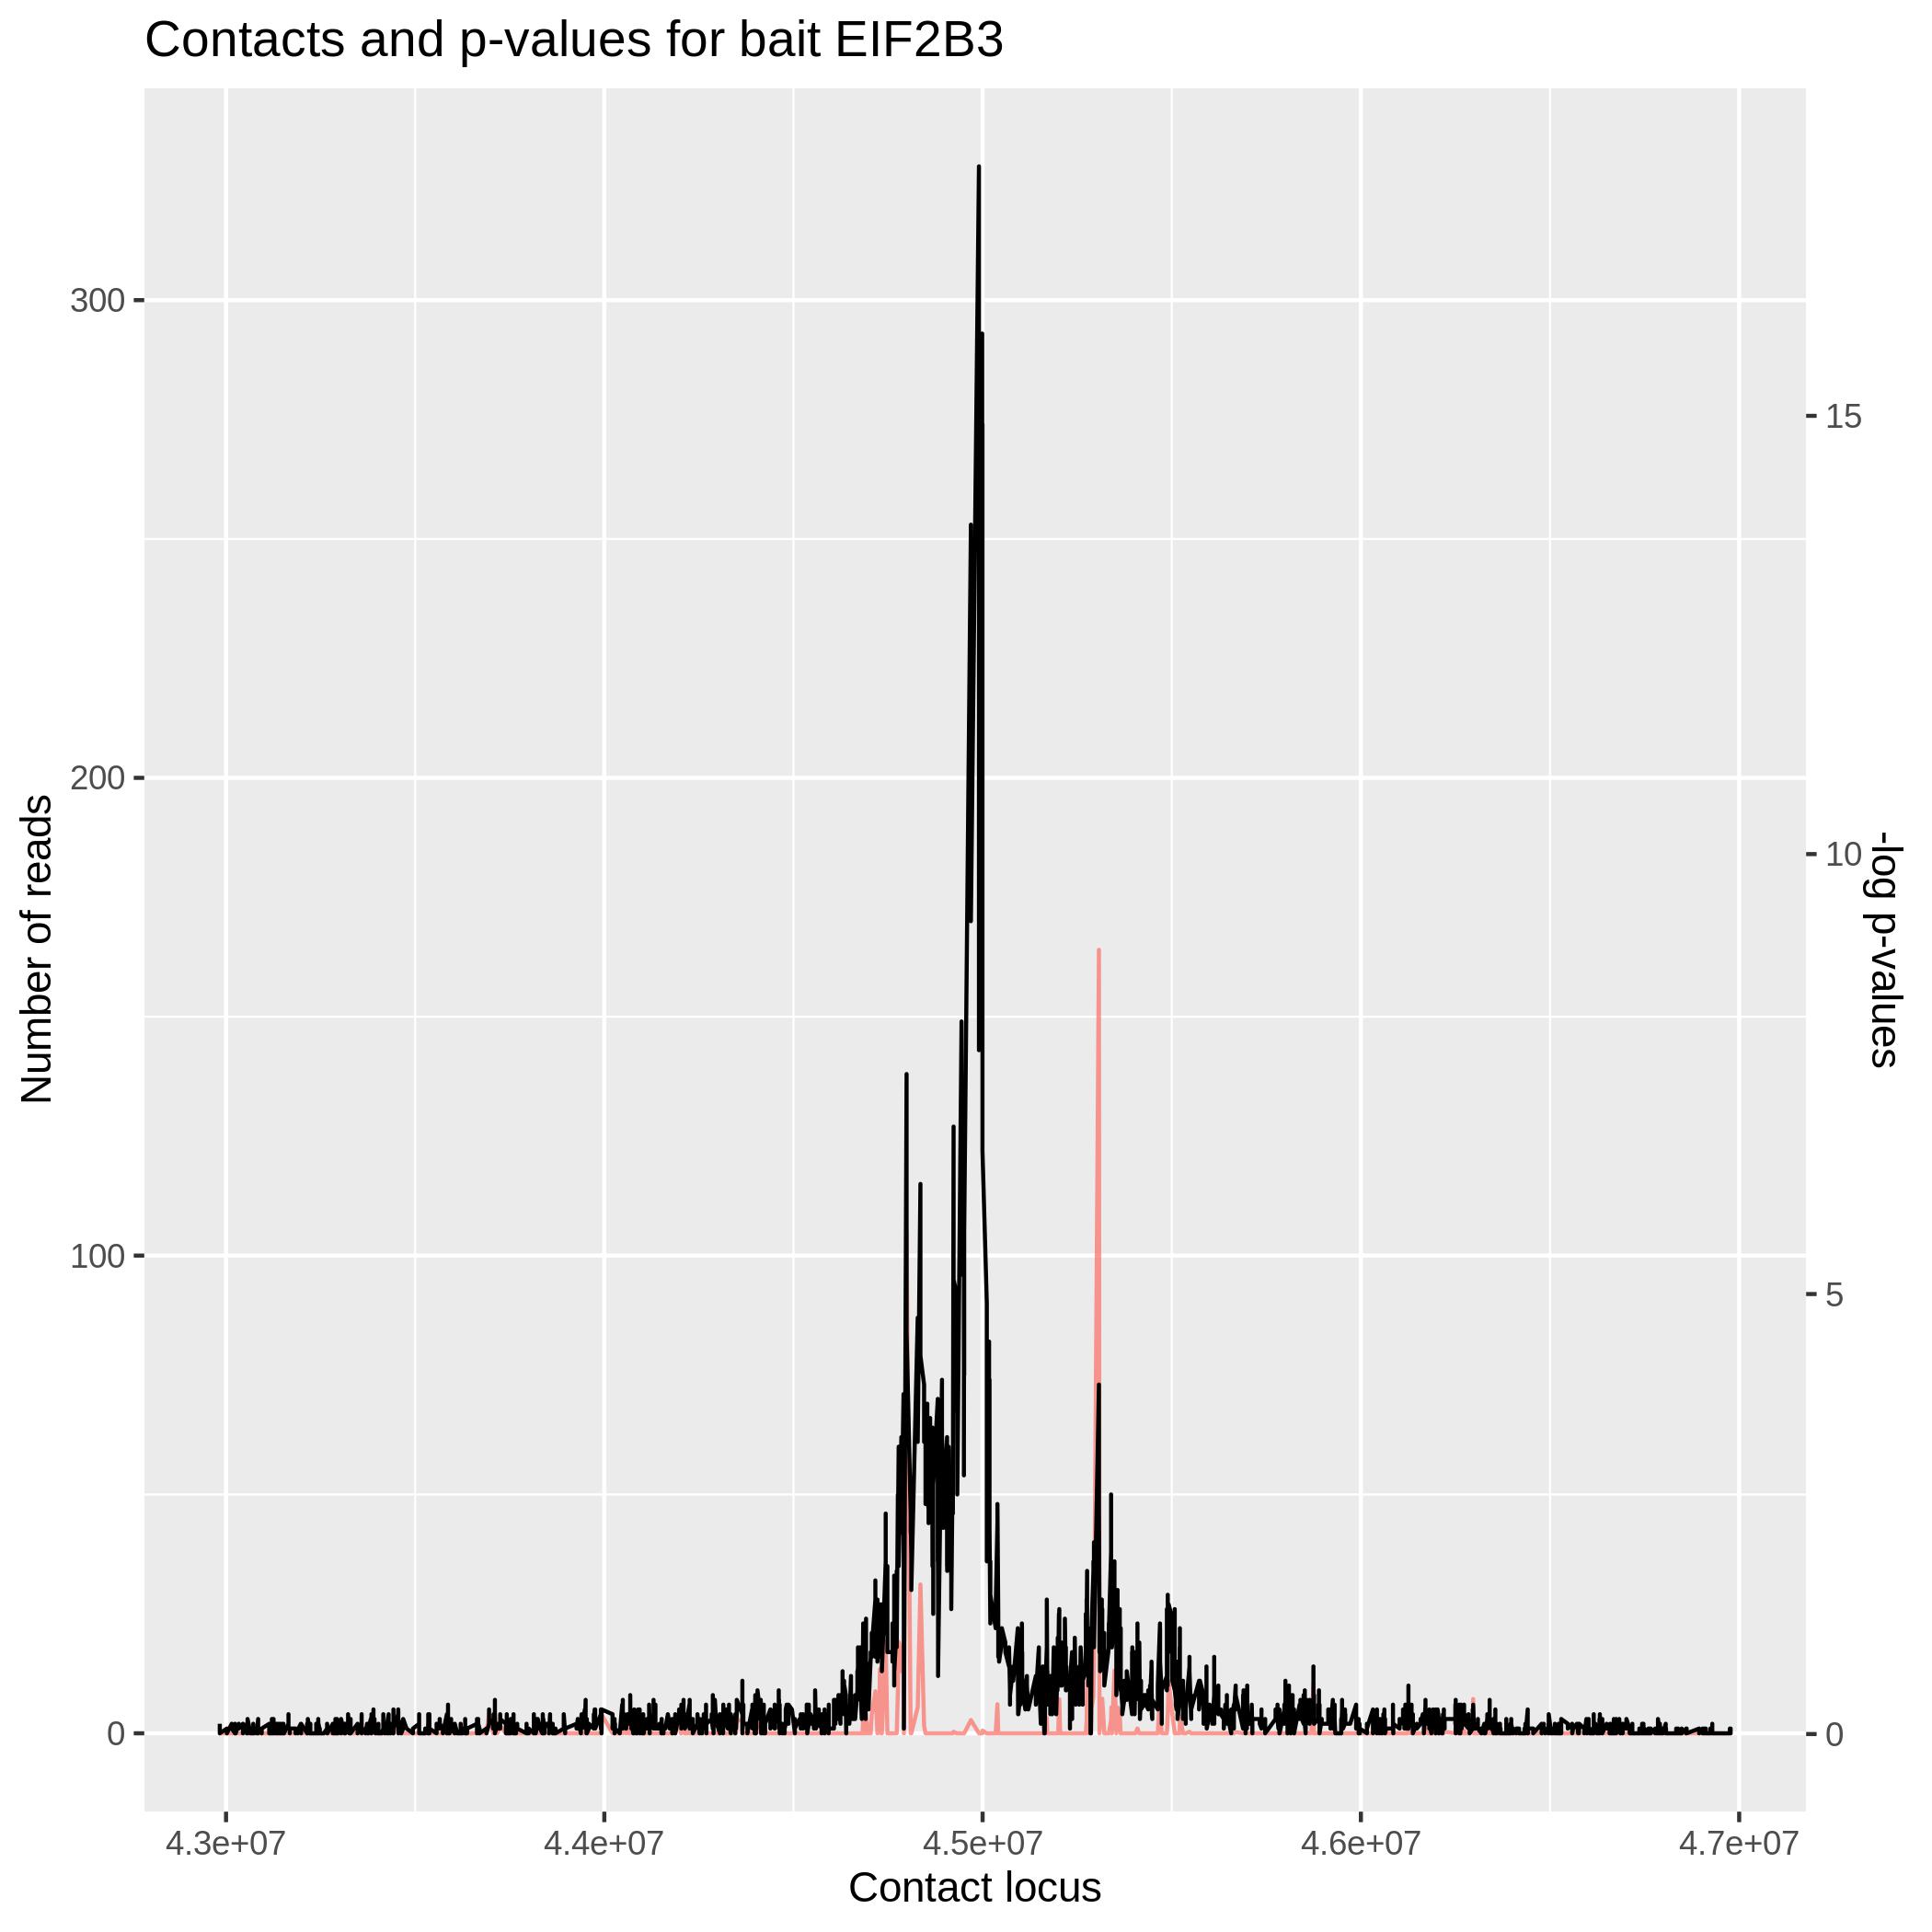 Contacts and p-values for bait EIF2B3
Number of reads
300
200
100
0
15
10
5
0
-log p-values
4.3e+07 4.4e+07 4.5e+07 4.6e+07 4.7e+07
Contact locus